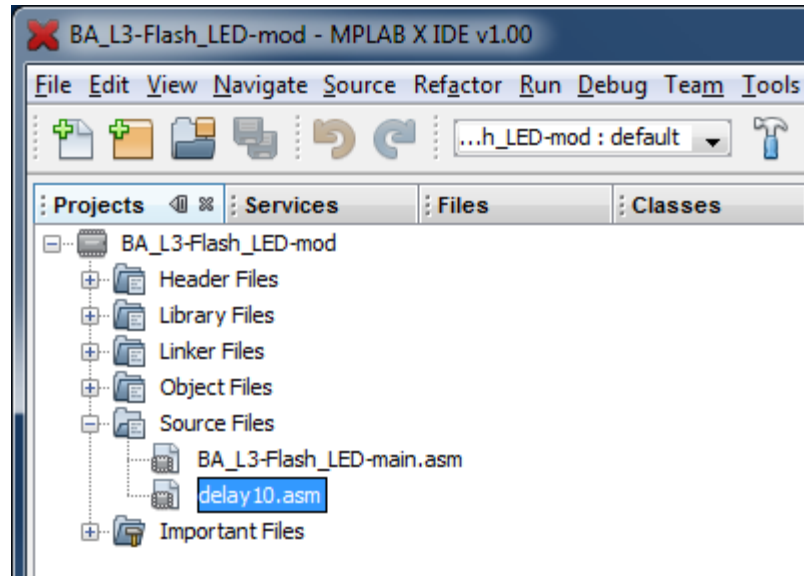 BA_L3-Flash_LED-mod - MPLAB X IDE v1.00
File Edit View Navigate Source Refactor Run Debug Team Tools
...h_LED-mod : default
Projects Services Files Classes
BA_L3-Flash_LED-mod
Header Files
Library Files
Linker Files
Object Files
Source Files
BA_L3-Flash_LED-main.asm
delay10.asm
Important Files